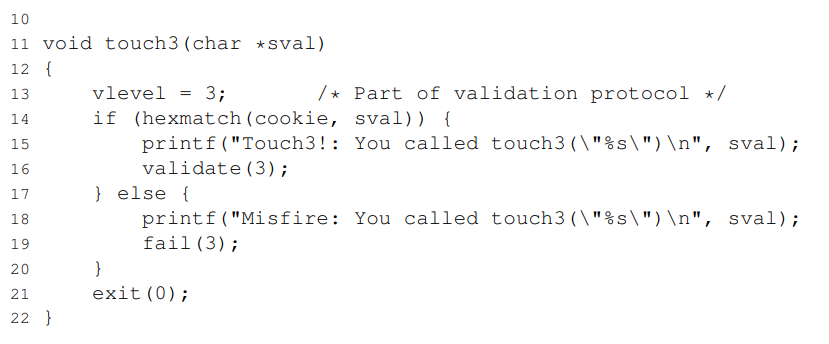 10
11 void touch3(char *sval)
12 {
13     vlevel = 3;       /* Part of validation protocol */
14     if (hexmatch(cookie, sval)) {
15         printf("Touch3!: You called touch3(\"%s\")\n", sval);
16         validate(3);
17     } else {
18         printf("Misfire: You called touch3(\"%s\")\n", sval);
19         fail(3);
20     }
21     exit(0);
22 }